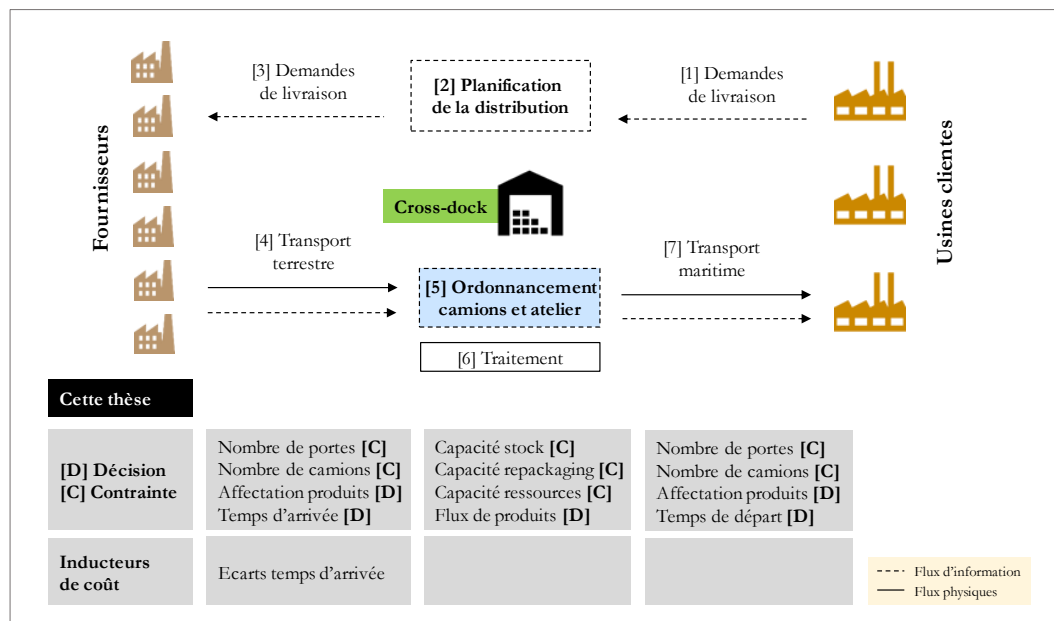 Fournisseurs
[3] Demandes
de livraison
[2] Planification
de la distribution
[1] Demandes
de livraison
Usines clientes
Cross-dock
[4] Transport
terrestre
[5] Ordonnancement
camions et atelier
[7] Transport
maritime
[6] Traitement
Cette thèse
[D] Décision
[C] Contrainte
Nombre de portes [C]
Nombre de camions [C]
Affectation produits [D]
Temps d'arrivée [D]
Capacité stock [C]
Capacité repackaging [C]
Capacité ressources [C]
Flux de produits [D]
Nombre de portes [C]
Nombre de camions [C]
Affectation produits [D]
Temps de départ [D]
Inducteurs
de coût
Ecarts temps d'arrivée
Flux d'information
Flux physiques